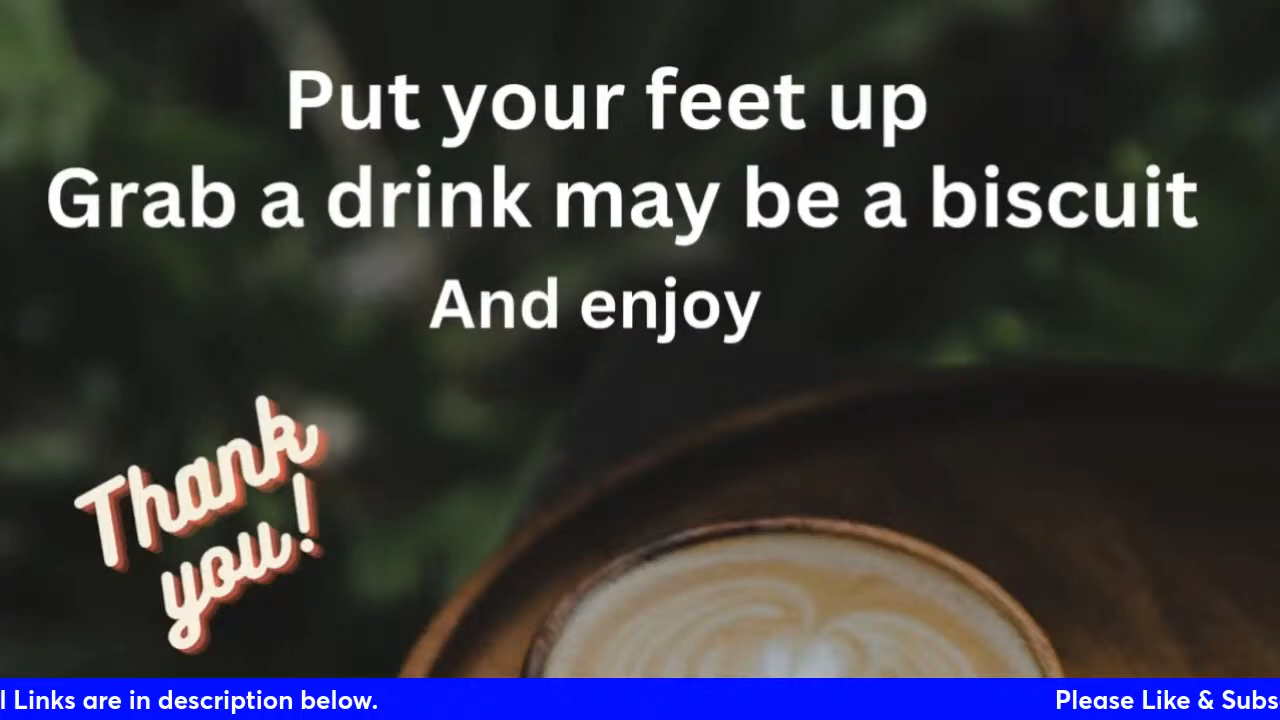 Put your feet up
Grab a drink may be a biscuit
And enjoy
Thank
you!
l Links are in description below.
Please Like & Subs